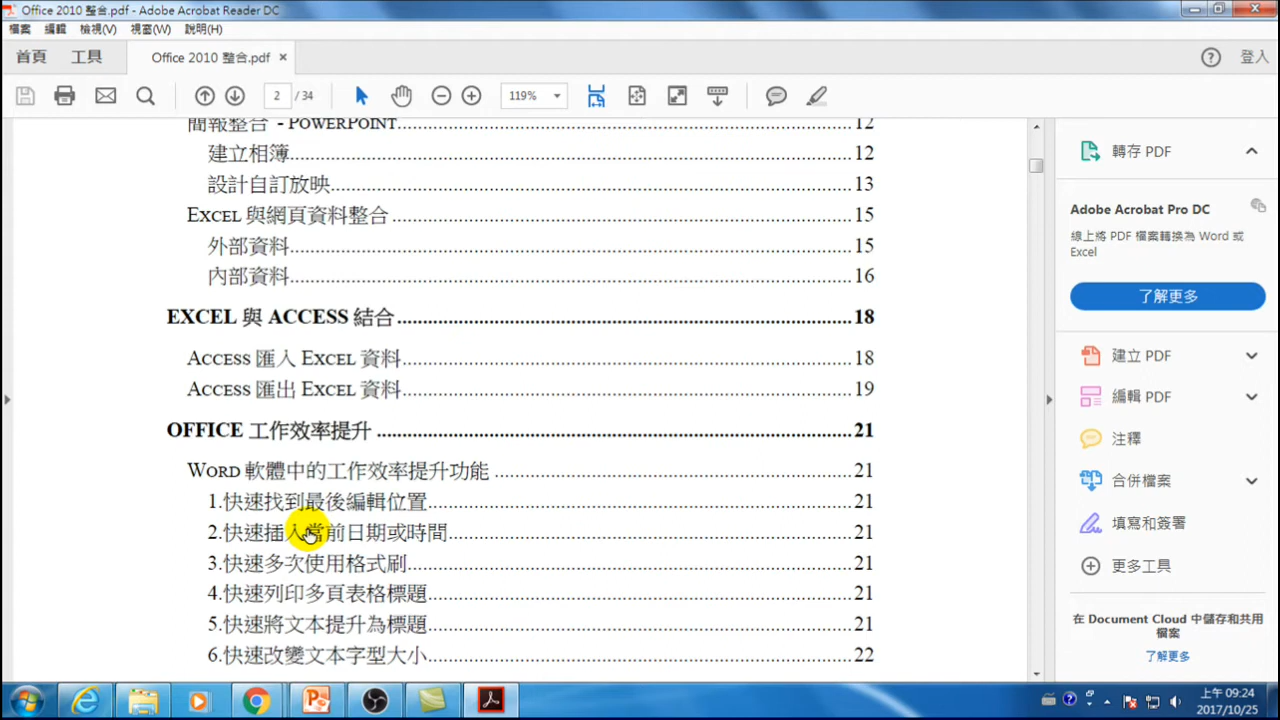 Office 2010 整合.pdf - Adobe Acrobat Reader DC
檔案 編輯 檢視(V) 視窗(W) 說明(H)
首頁 工具 Office 2010 整合.pdf × ? 登入
2 / 34 119%
簡報整合 - POWERPOINT 12
建立相簿 12
設計自訂放映 13
EXCEL 與網頁資料整合 15
外部資料 15
內部資料 16
EXCEL 與 ACCESS 結合 18
ACCESS 匯入 EXCEL 資料 18
ACCESS 匯出 EXCEL 資料 19
OFFICE 工作效率提升 21
WORD 軟體中的工作效率提升功能 21
1.快速找到最後編輯位置 21
2.快速插入當前日期或時間 21
3.快速多次使用格式刷 21
4.快速列印多頁表格標題 21
5.快速將文本提升為標題 21
6.快速改變文本字型大小 22
轉存 PDF
Adobe Acrobat Pro DC
線上將 PDF 檔案轉換為 Word 或
Excel
了解更多
建立 PDF
編輯 PDF
注釋
合併檔案
填寫和簽署
更多工具
在 Document Cloud 中儲存和共用
檔案
了解更多
上午 09:24
2017/10/25